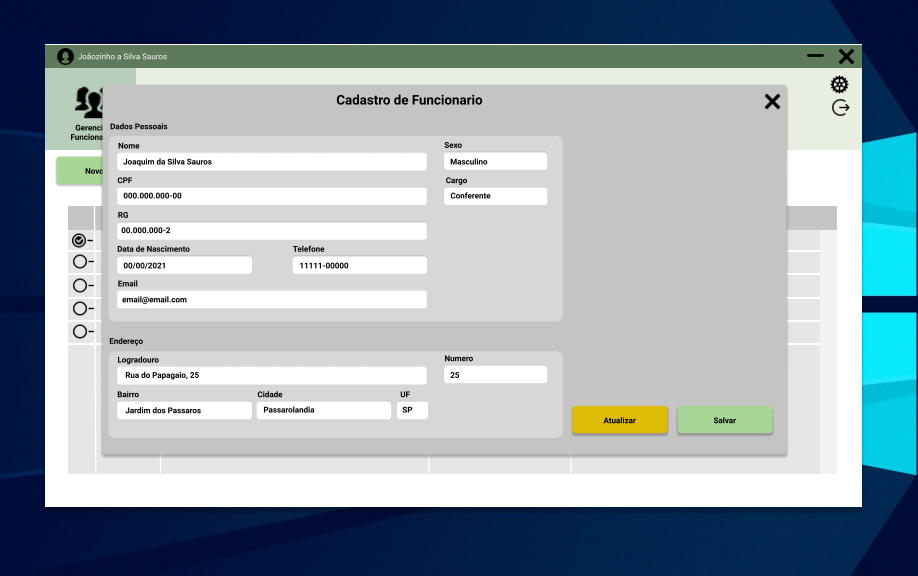 Joãozinho a Silva Sauros
Cadastro de Funcionario
Gerenci
Funciona
Dados Pessoais
Nome
Sexo
Joaquim da Silva Sauros
Masculino
Novo
CPF
Cargo
000.000.000-00
Conferente
RG
00.000.000-2
Data de Nascimento
Telefone
00/00/2021
11111-00000
Email
email@email.com
Endereço
Logradouro
Numero
Rua do Papagaio, 25
25
Bairro
Cidade
UF
Jardim dos Passaros
Passarolandia
SP
Atualizar
Salvar